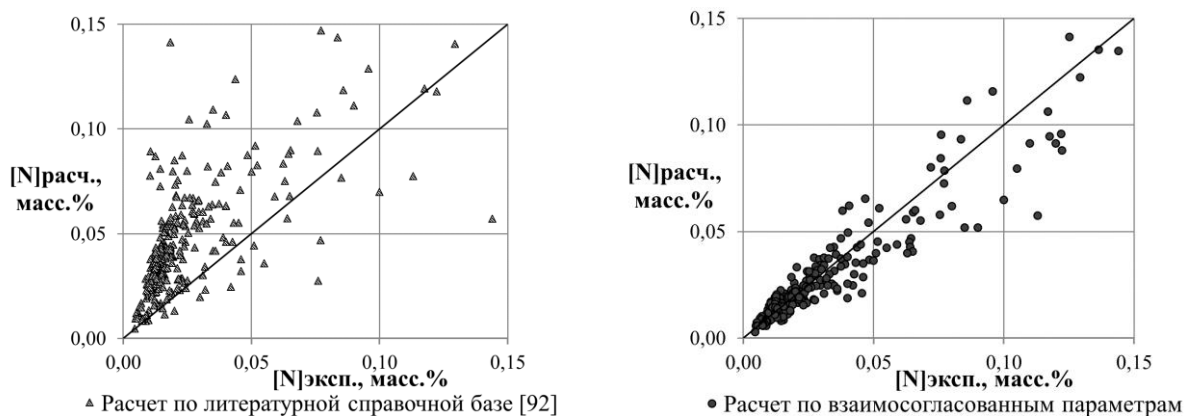 0,15
0,10
[N]расч.,
масс.%
0,05
0,00
0,00 0,05 0,10 0,15
[N]эксп., масс.%
Расчет по литературной справочной базе [92]
0,15
0,10
[N]расч.,
масс.%
0,05
0,00
0,00 0,05 0,10 0,15
[N]эксп., масс.%
Расчет по взаимосогласованным параметрам